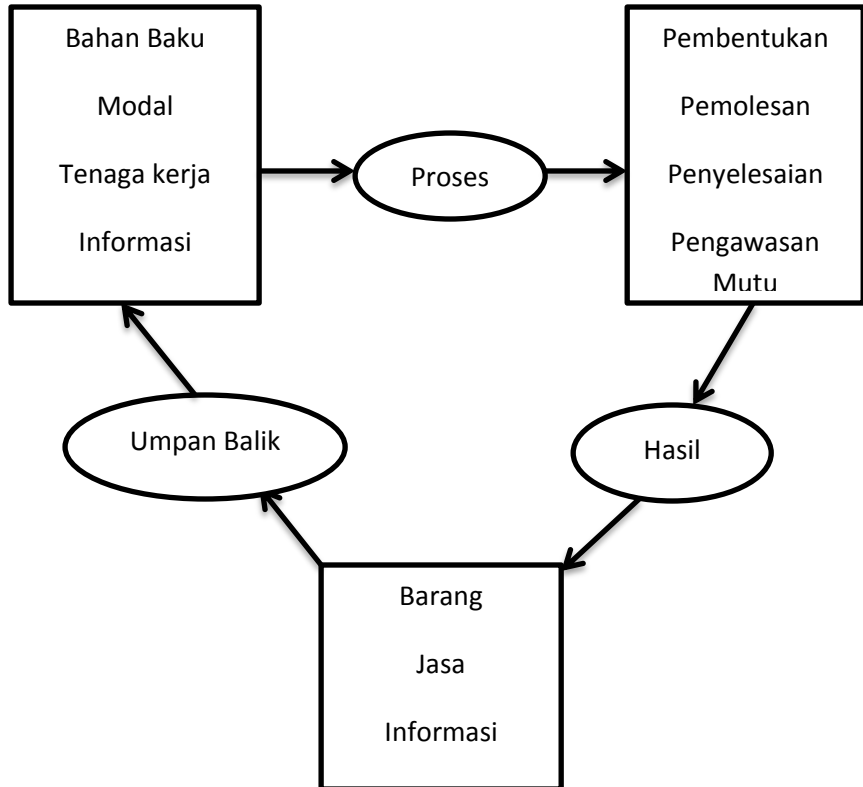 Bahan Baku
Modal
Tenaga kerja
Informasi
Proses
Pembentukan
Pemolesan
Penyelesaian
Pengawasan
Mutu
Hasil
Barang
Jasa
Informasi
Umpan Balik